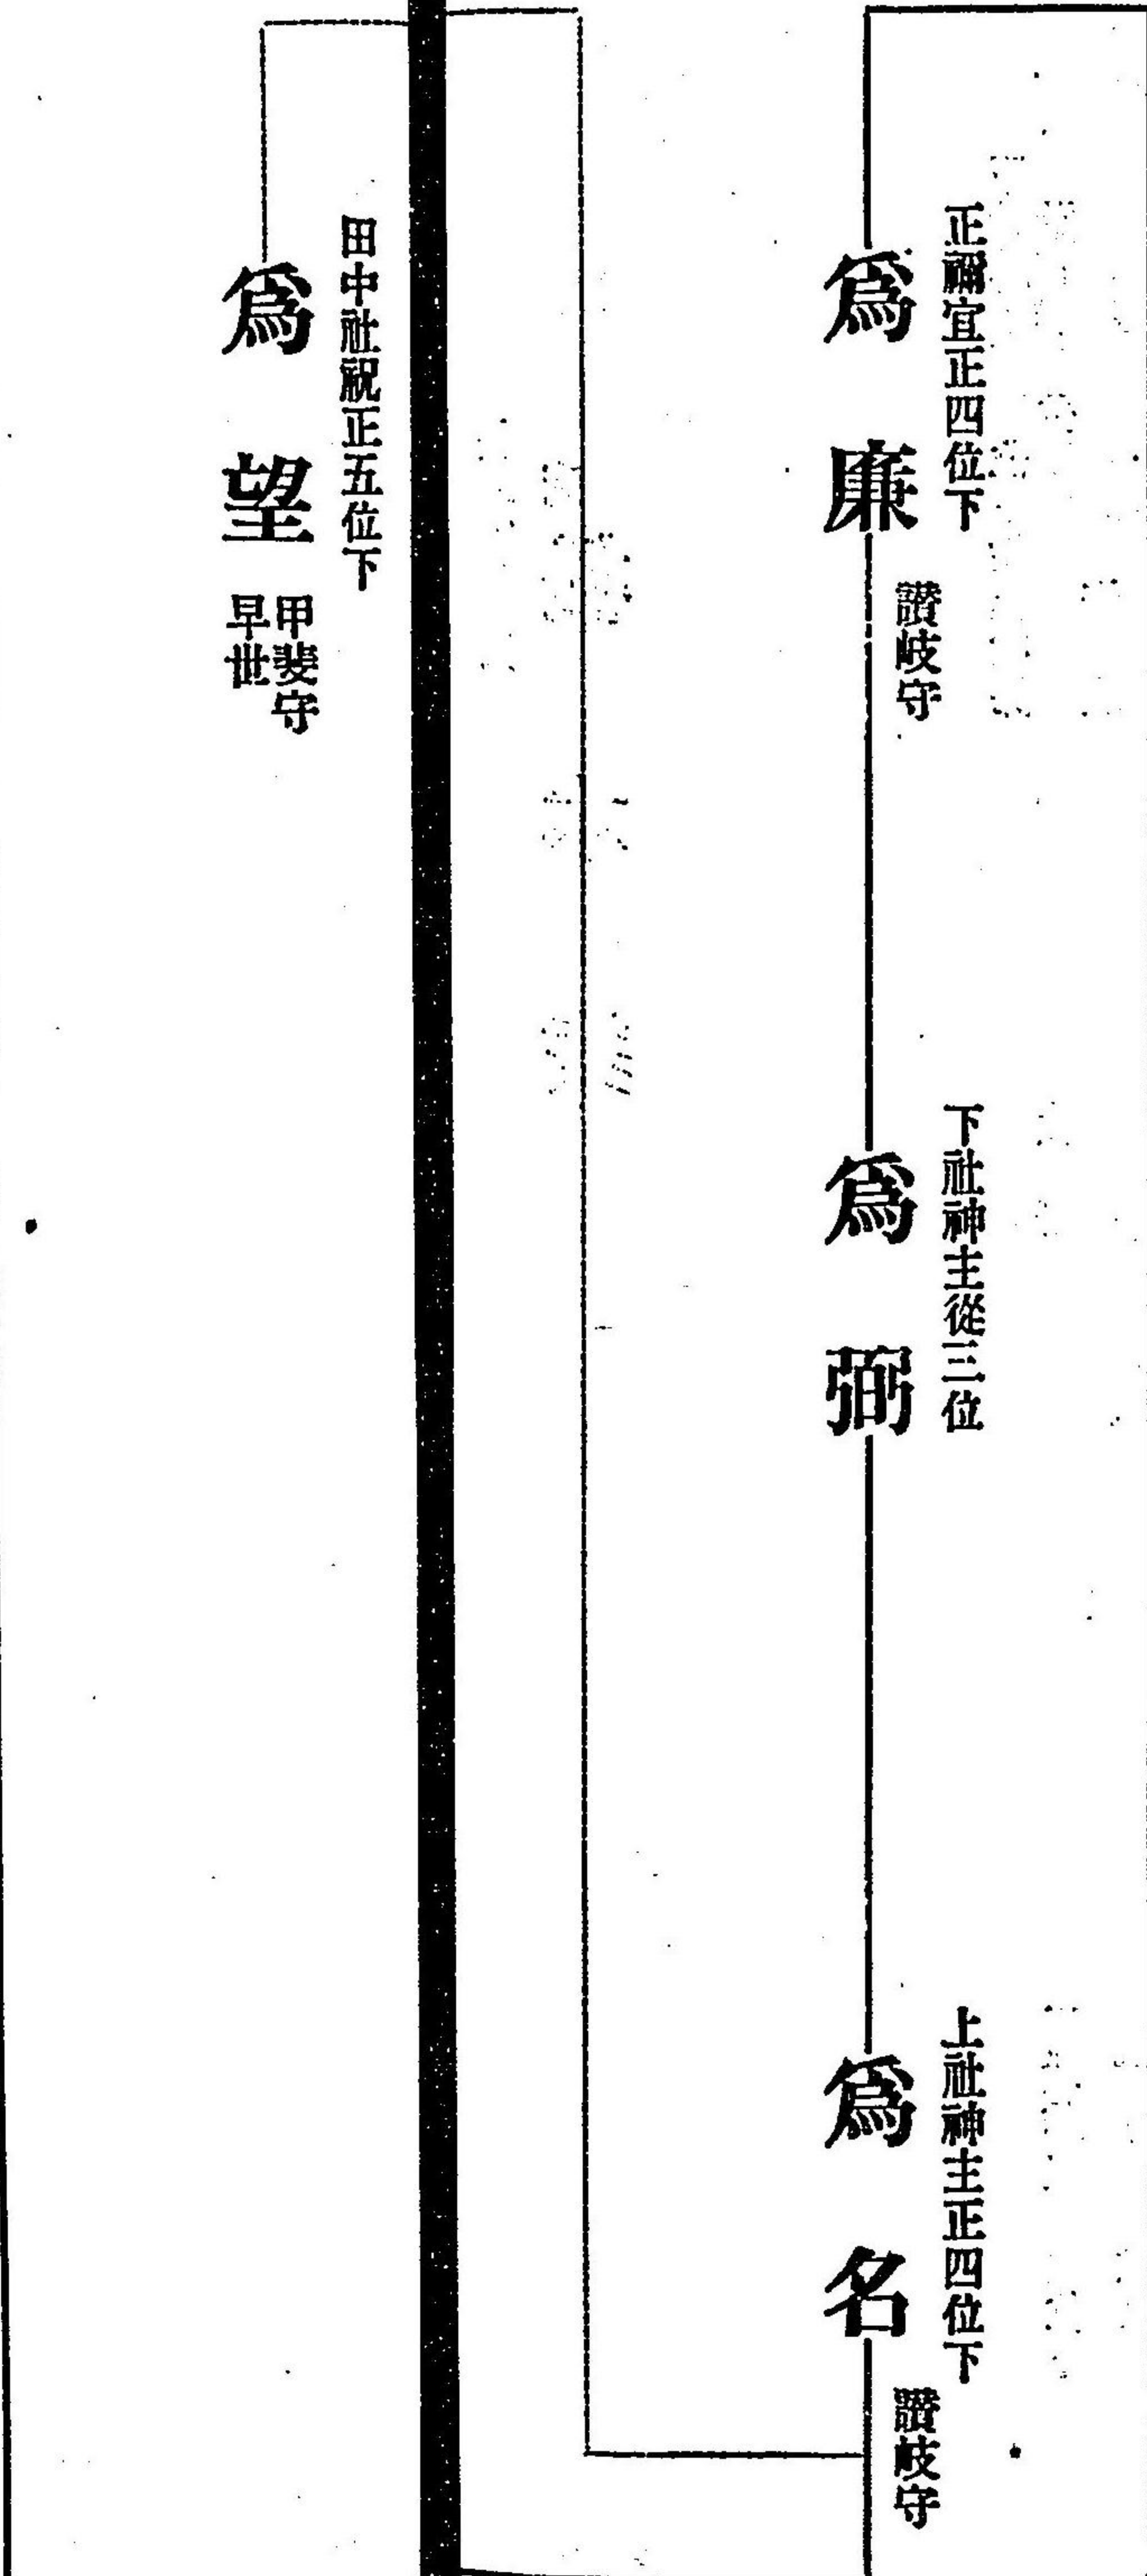 正禰宜正四位下
爲廉
讃岐守
下社神主從三位
爲弼
上社神主正四位下
爲名
讃岐守
田中社祝正五位下
爲望
甲斐守
早世